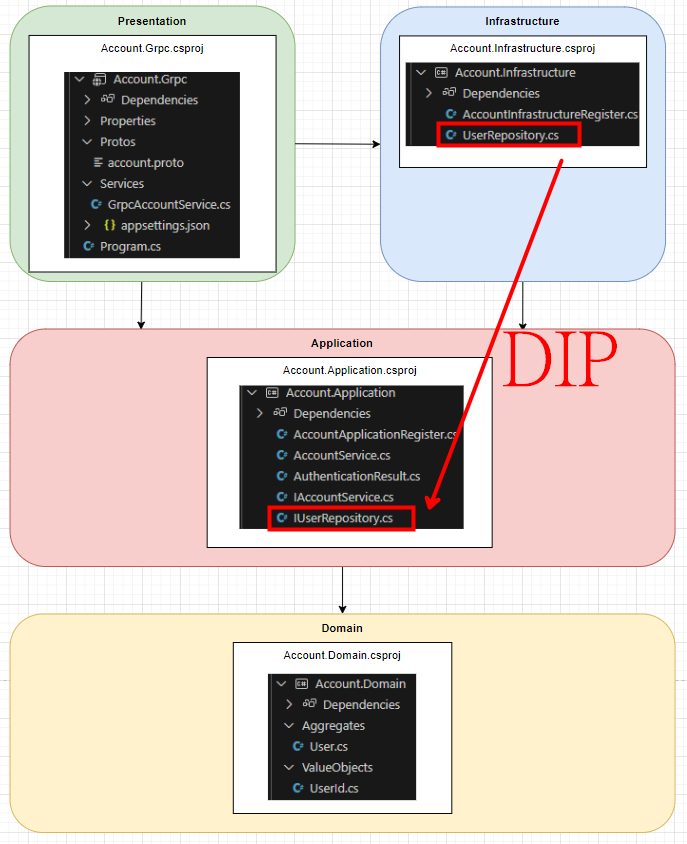 Presentation
Account.Grpc.csproj
Account.Grpc
Dependencies
Properties
Protos
account.proto
Services
C# GrpcAccountService.cs
{} appsettings.json
C# Program.cs
Infrastructure
Account.Infrastructure.csproj
C# Account.Infrastructure
Dependencies
C# AccountInfrastructureRegister.cs
C# UserRepository.cs
DIP
Application
Account.Application.csproj
C# Account.Application
Dependencies
C# AccountApplicationRegister.cs
C# AccountService.cs
C# AuthenticationResult.cs
C# IAccountService.cs
C# IUserRepository.cs
Domain
Account.Domain.csproj
C# Account.Domain
Dependencies
Aggregates
C# User.cs
ValueObjects
C# UserId.cs